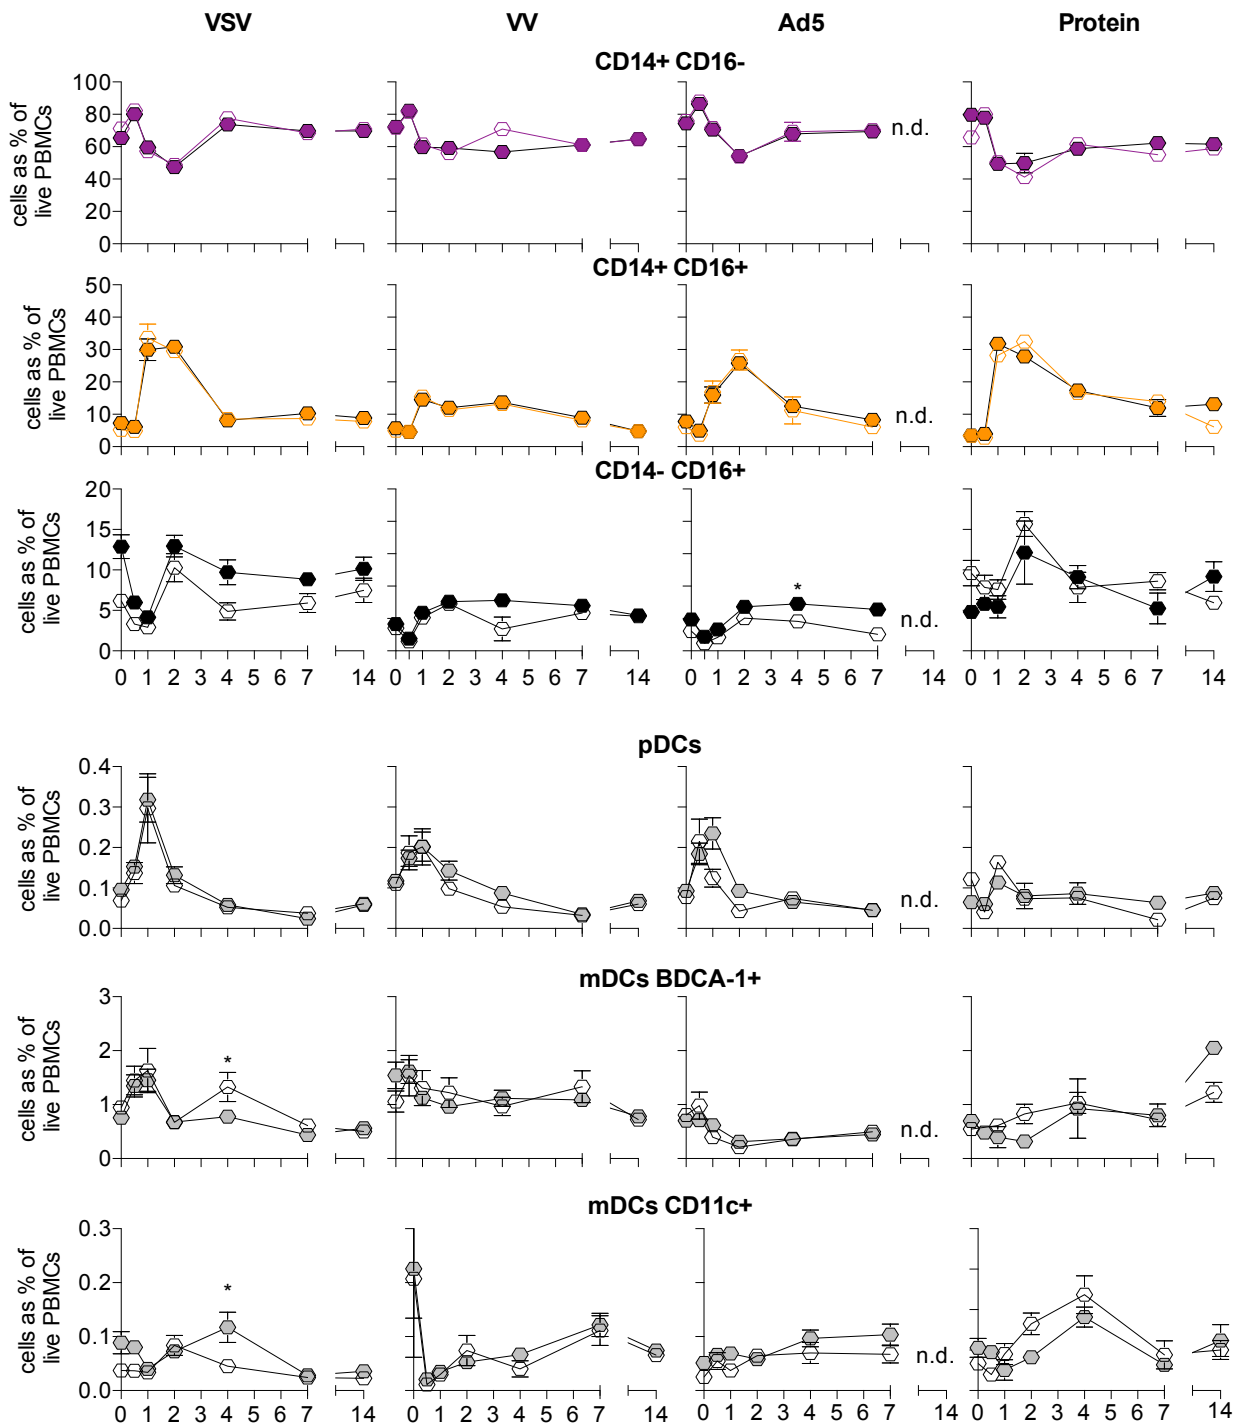 VSV VV Ad5 Protein
CD14+ CD16-
cells as % of
live PBMCs
100
80
60
40
20
0
n.d.
CD14+ CD16+
cells as % of
live PBMCs
50
40
30
20
10
0
n.d.
CD14- CD16+
cells as % of
live PBMCs
20
15
10
5
0
*
n.d.
0 1 2 3 4 5 6 7 14 0 1 2 3 4 5 6 7 14 0 1 2 3 4 5 6 7 14 0 1 2 3 4 5 6 7 14
pDCs
cells as % of
live PBMCs
0.4
0.3
0.2
0.1
0.0
n.d.
mDCs BDCA-1+
cells as % of
live PBMCs
3
2
1
0
*
n.d.
mDCs CD11c+
cells as % of
live PBMCs
0.3
0.2
0.1
0.0
*
n.d.
0 1 2 3 4 5 6 7 14 0 1 2 3 4 5 6 7 14 0 1 2 3 4 5 6 7 14 0 1 2 3 4 5 6 7 14